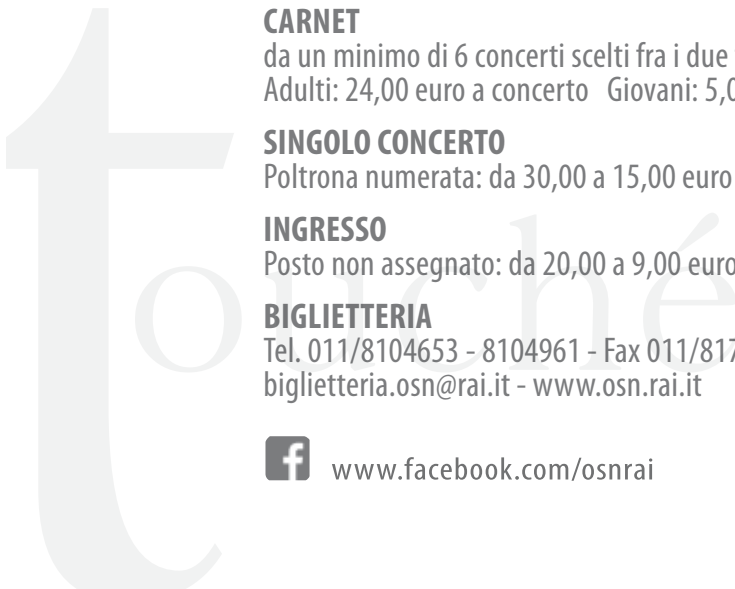 CARNET
da un minimo di 6 concerti scelti fra i due
Adulti: 24,00 euro a concerto Giovani: 5,0
SINGOLO CONCERTO
Poltrona numerata: da 30,00 a 15,00 euro
INGRESSO
Posto non assegnato: da 20,00 a 9,00 euro
BIGLIETTERIA
Tel. 011/8104653 - 8104961 - Fax 011/817
biglietteria.osn@rai.it - www.osn.rai.it
www.facebook.com/osnrai
touché